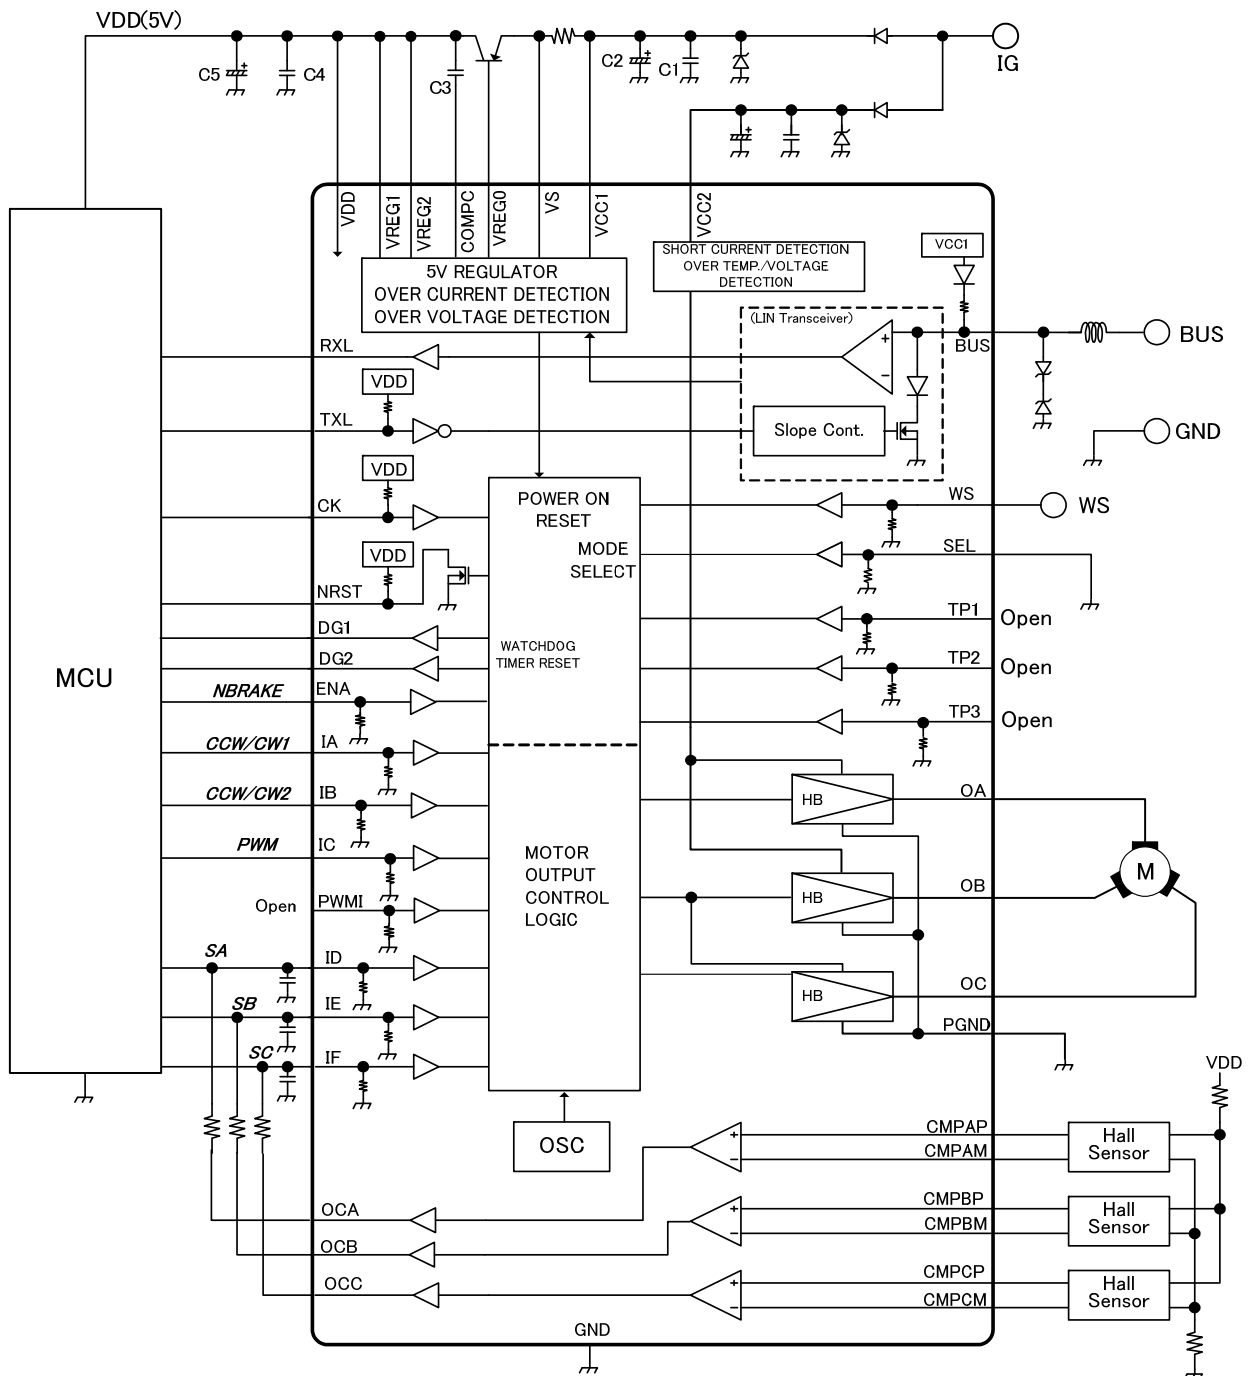 VDD(5V)
C5
C4
C3
C2
C1
IG
VDD
VREG1
VREG2
COMPC
VREG0
VS
VCC1
VCC2
5V REGULATOR
OVER CURRENT DETECTION
OVER VOLTAGE DETECTION
SHORT CURRENT DETECTION
OVER TEMP./VOLTAGE
DETECTION
VCC1
(LIN Transceiver)
+
−
BUS
BUS
GND
Slope Cont.
RXL
VDD
TXL
VDD
CK
VDD
NRST
DG1
DG2
MCU
NBRAKE
ENA
CCW/CW1
IA
CCW/CW2
IB
PWM
IC
Open
PWMI
SA
ID
SB
IE
SC
IF
POWER ON
RESET
MODE
SELECT
WATCHDOG
TIMER RESET
MOTOR
OUTPUT
CONTROL
LOGIC
OSC
WS
WS
SEL
TP1
Open
TP2
Open
TP3
Open
HB
OA
HB
OB
HB
OC
M
PGND
VDD
CMPAP
CMPAM
+
−
Hall
Sensor
CMPBP
CMPBM
+
−
Hall
Sensor
CMPCP
CMPCM
+
−
Hall
Sensor
OCA
OCB
OCC
GND